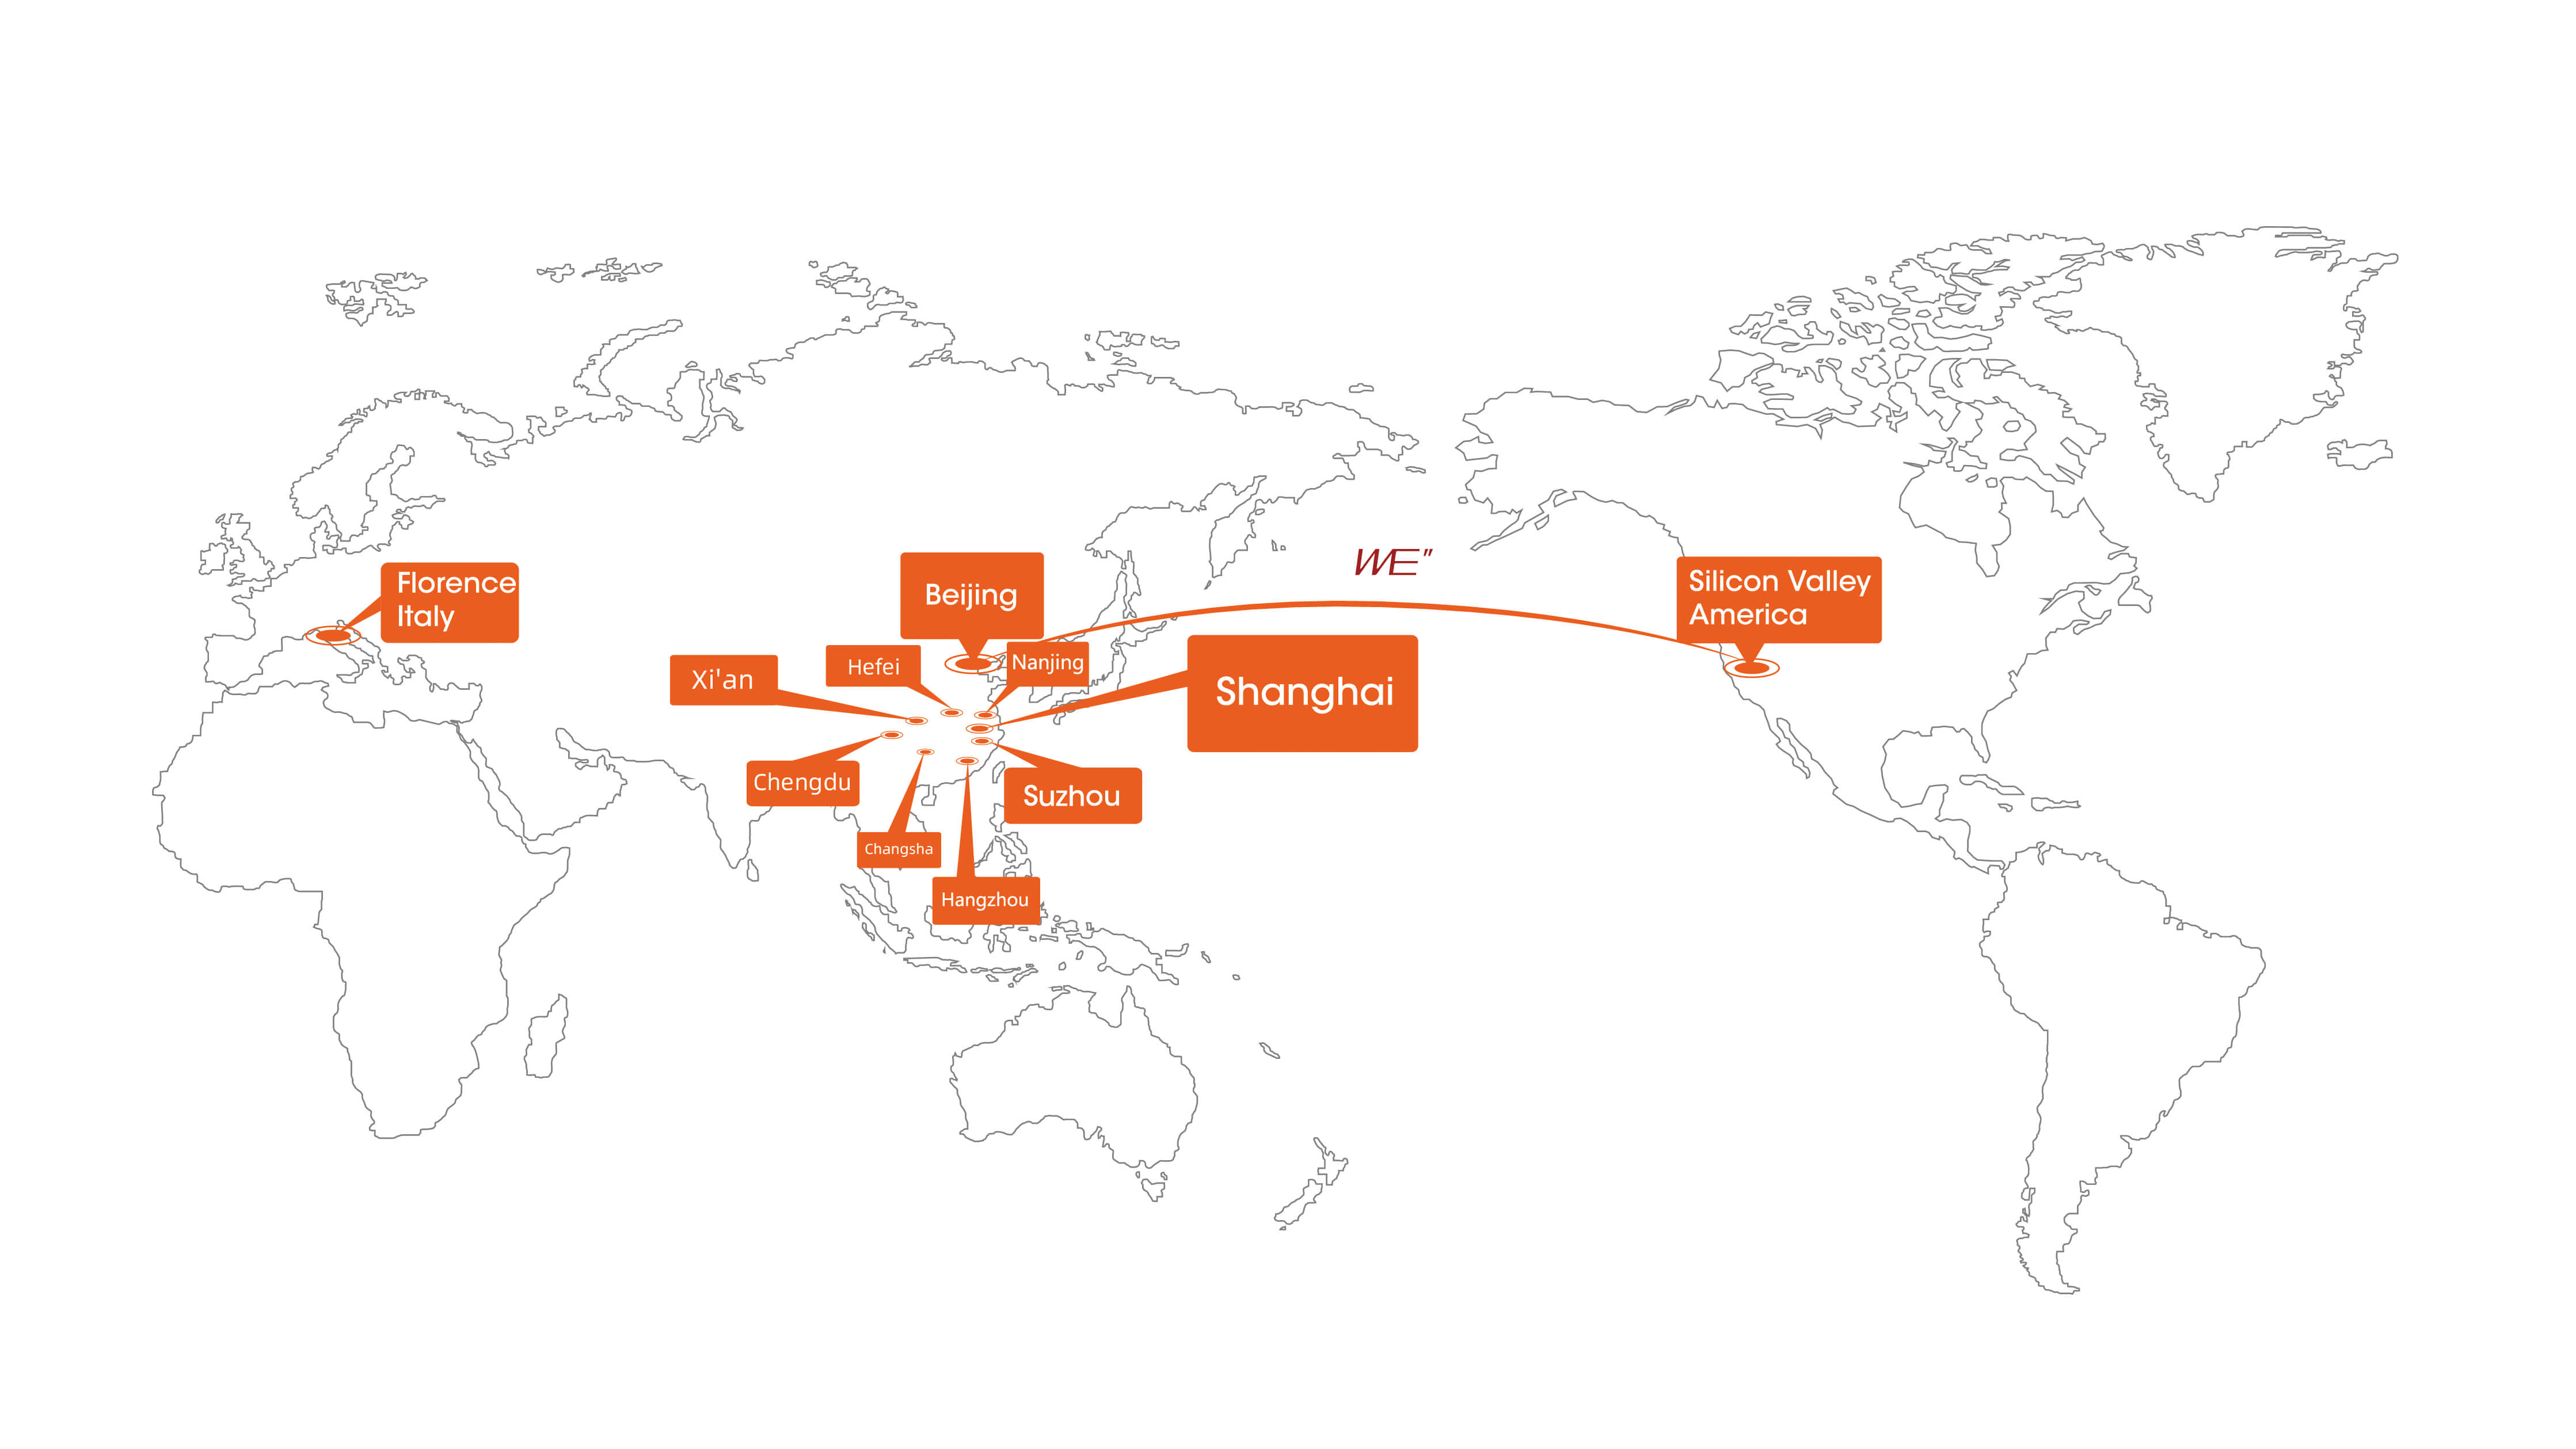 WE"
Florence
Italy
Beijing
Silicon Valley
America
Xi'an
Hefei
Nanjing
Shanghai
Chengdu
Suzhou
Changsha
Hangzhou